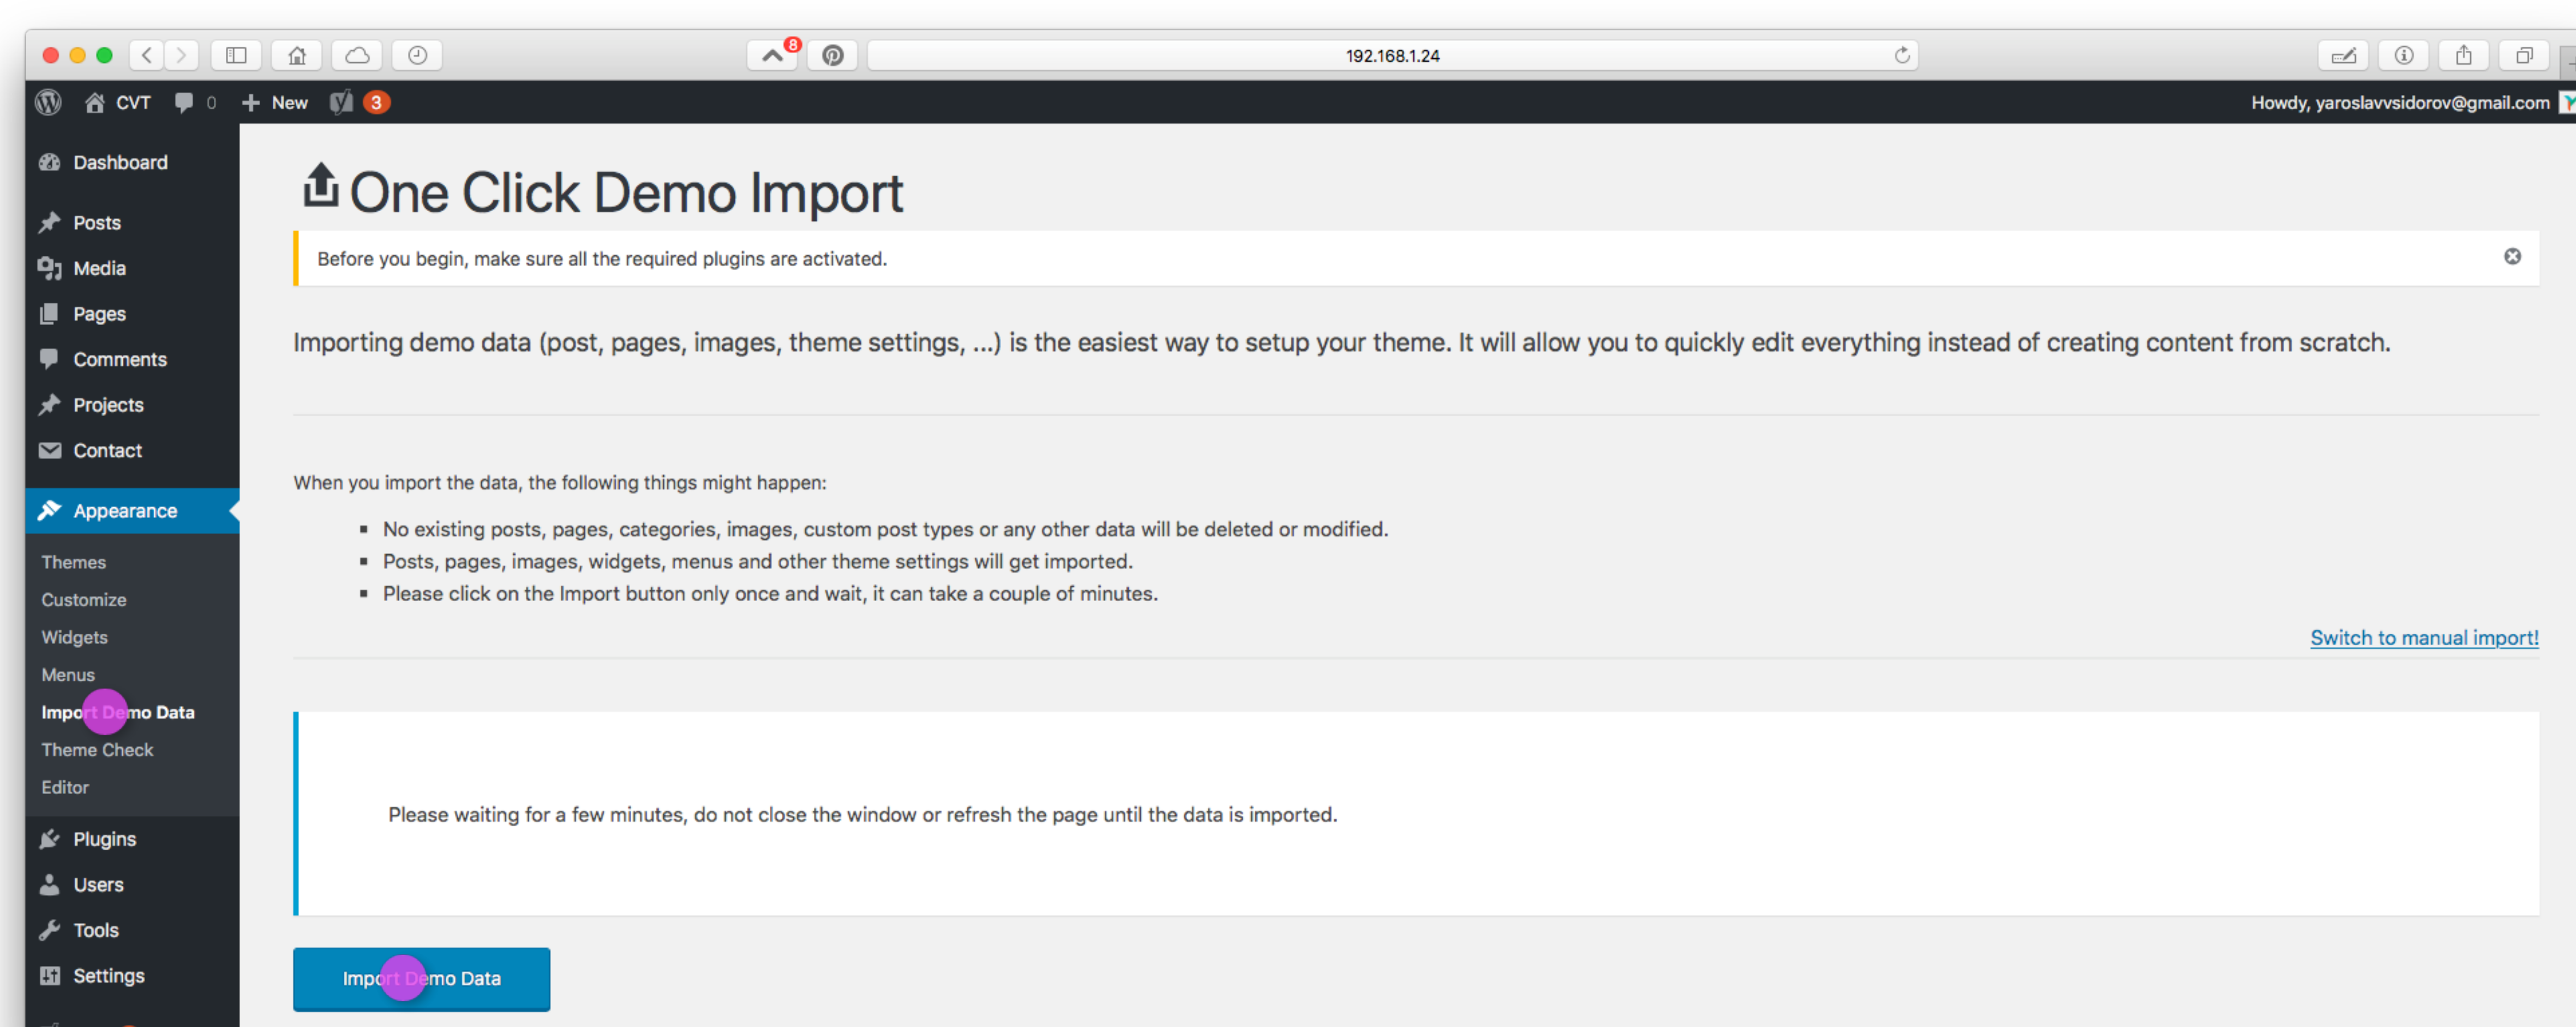 8
192.168.1.24
CVT
0
New
3
Howdy, yaroslavvsidorov@gmail.com
Dashboard
Posts
Media
Pages
Comments
Projects
Contact
Appearance
Themes
Customize
Widgets
Menus
Import Demo Data
Theme Check
Editor
Plugins
Users
Tools
Settings
One Click Demo Import
Before you begin, make sure all the required plugins are activated.
Importing demo data (post, pages, images, theme settings, ...) is the easiest way to setup your theme. It will allow you to quickly edit everything instead of creating content from scratch.
When you import the data, the following things might happen:
No existing posts, pages, categories, images, custom post types or any other data will be deleted or modified.
Posts, pages, images, widgets, menus and other theme settings will get imported.
Please click on the Import button only once and wait, it can take a couple of minutes.
Switch to manual import!
Please waiting for a few minutes, do not close the window or refresh the page until the data is imported.
Import Demo Data